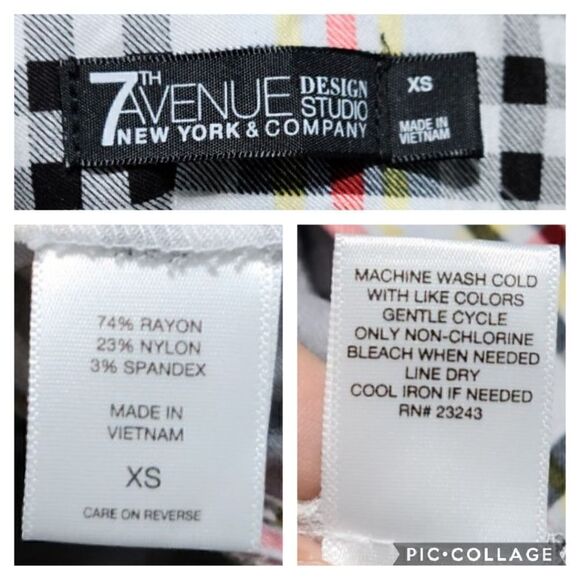 7TH AVENUE DESIGN STUDIO
NEW YORK & COMPANY
XS
MADE IN
VIETNAM
74% RAYON
23% NYLON
3% SPANDEX
MADE IN
VIETNAM
XS
CARE ON REVERSE
MACHINE WASH COLD
WITH LIKE COLORS
GENTLE CYCLE
ONLY NON-CHLORINE
BLEACH WHEN NEEDED
LINE DRY
COOL IRON IF NEEDED
RN# 23243
PIC•COLLAGE